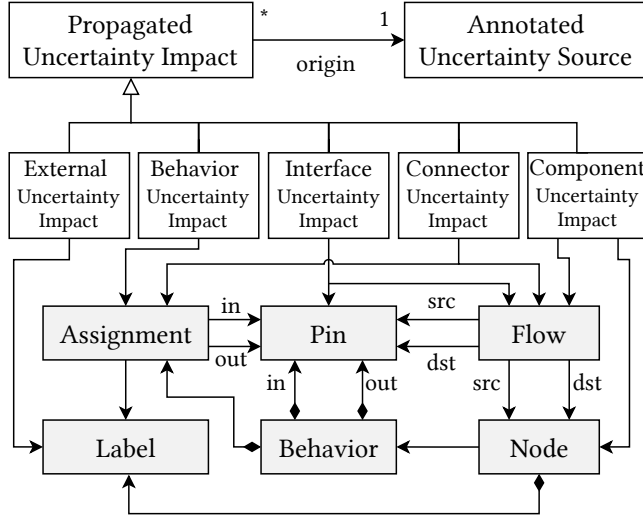 Propagated
Uncertainty Impact
*
1
origin
Annotated
Uncertainty Source
External
Uncertainty
Impact
Behavior
Uncertainty
Impact
Interface
Uncertainty
Impact
Connector
Uncertainty
Impact
Component
Uncertainty
Impact
Assignment
in
out
Pin
src
dst
Flow
in
out
src
dst
Label
Behavior
Node